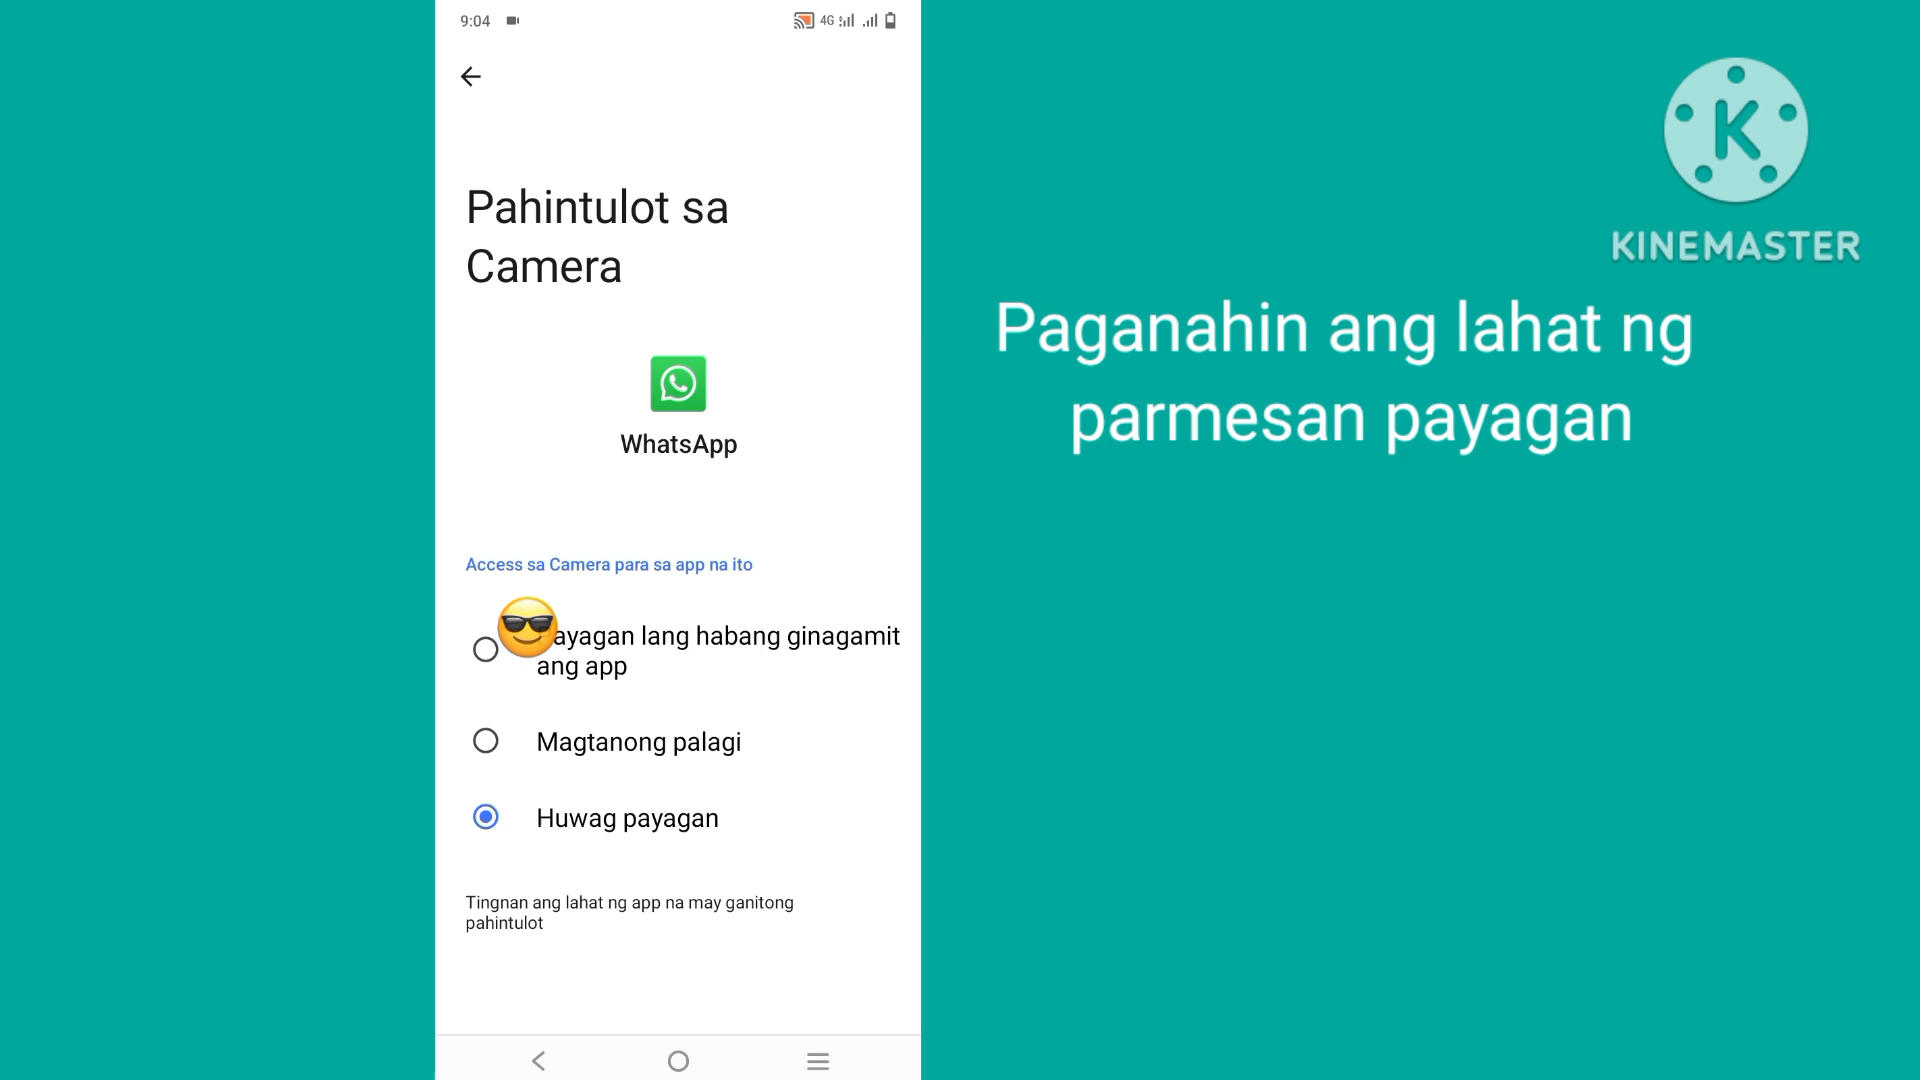 9:04
4G
Pahintulot sa
Camera
WhatsApp
Access sa Camera para sa app na ito
ayagan lang habang ginagamit
ang app
Magtanong palagi
Huwag payagan
Tingnan ang lahat ng app na may ganitong
pahintulot
K
KINEMASTER
Paganahin ang lahat ng
parmesan payagan